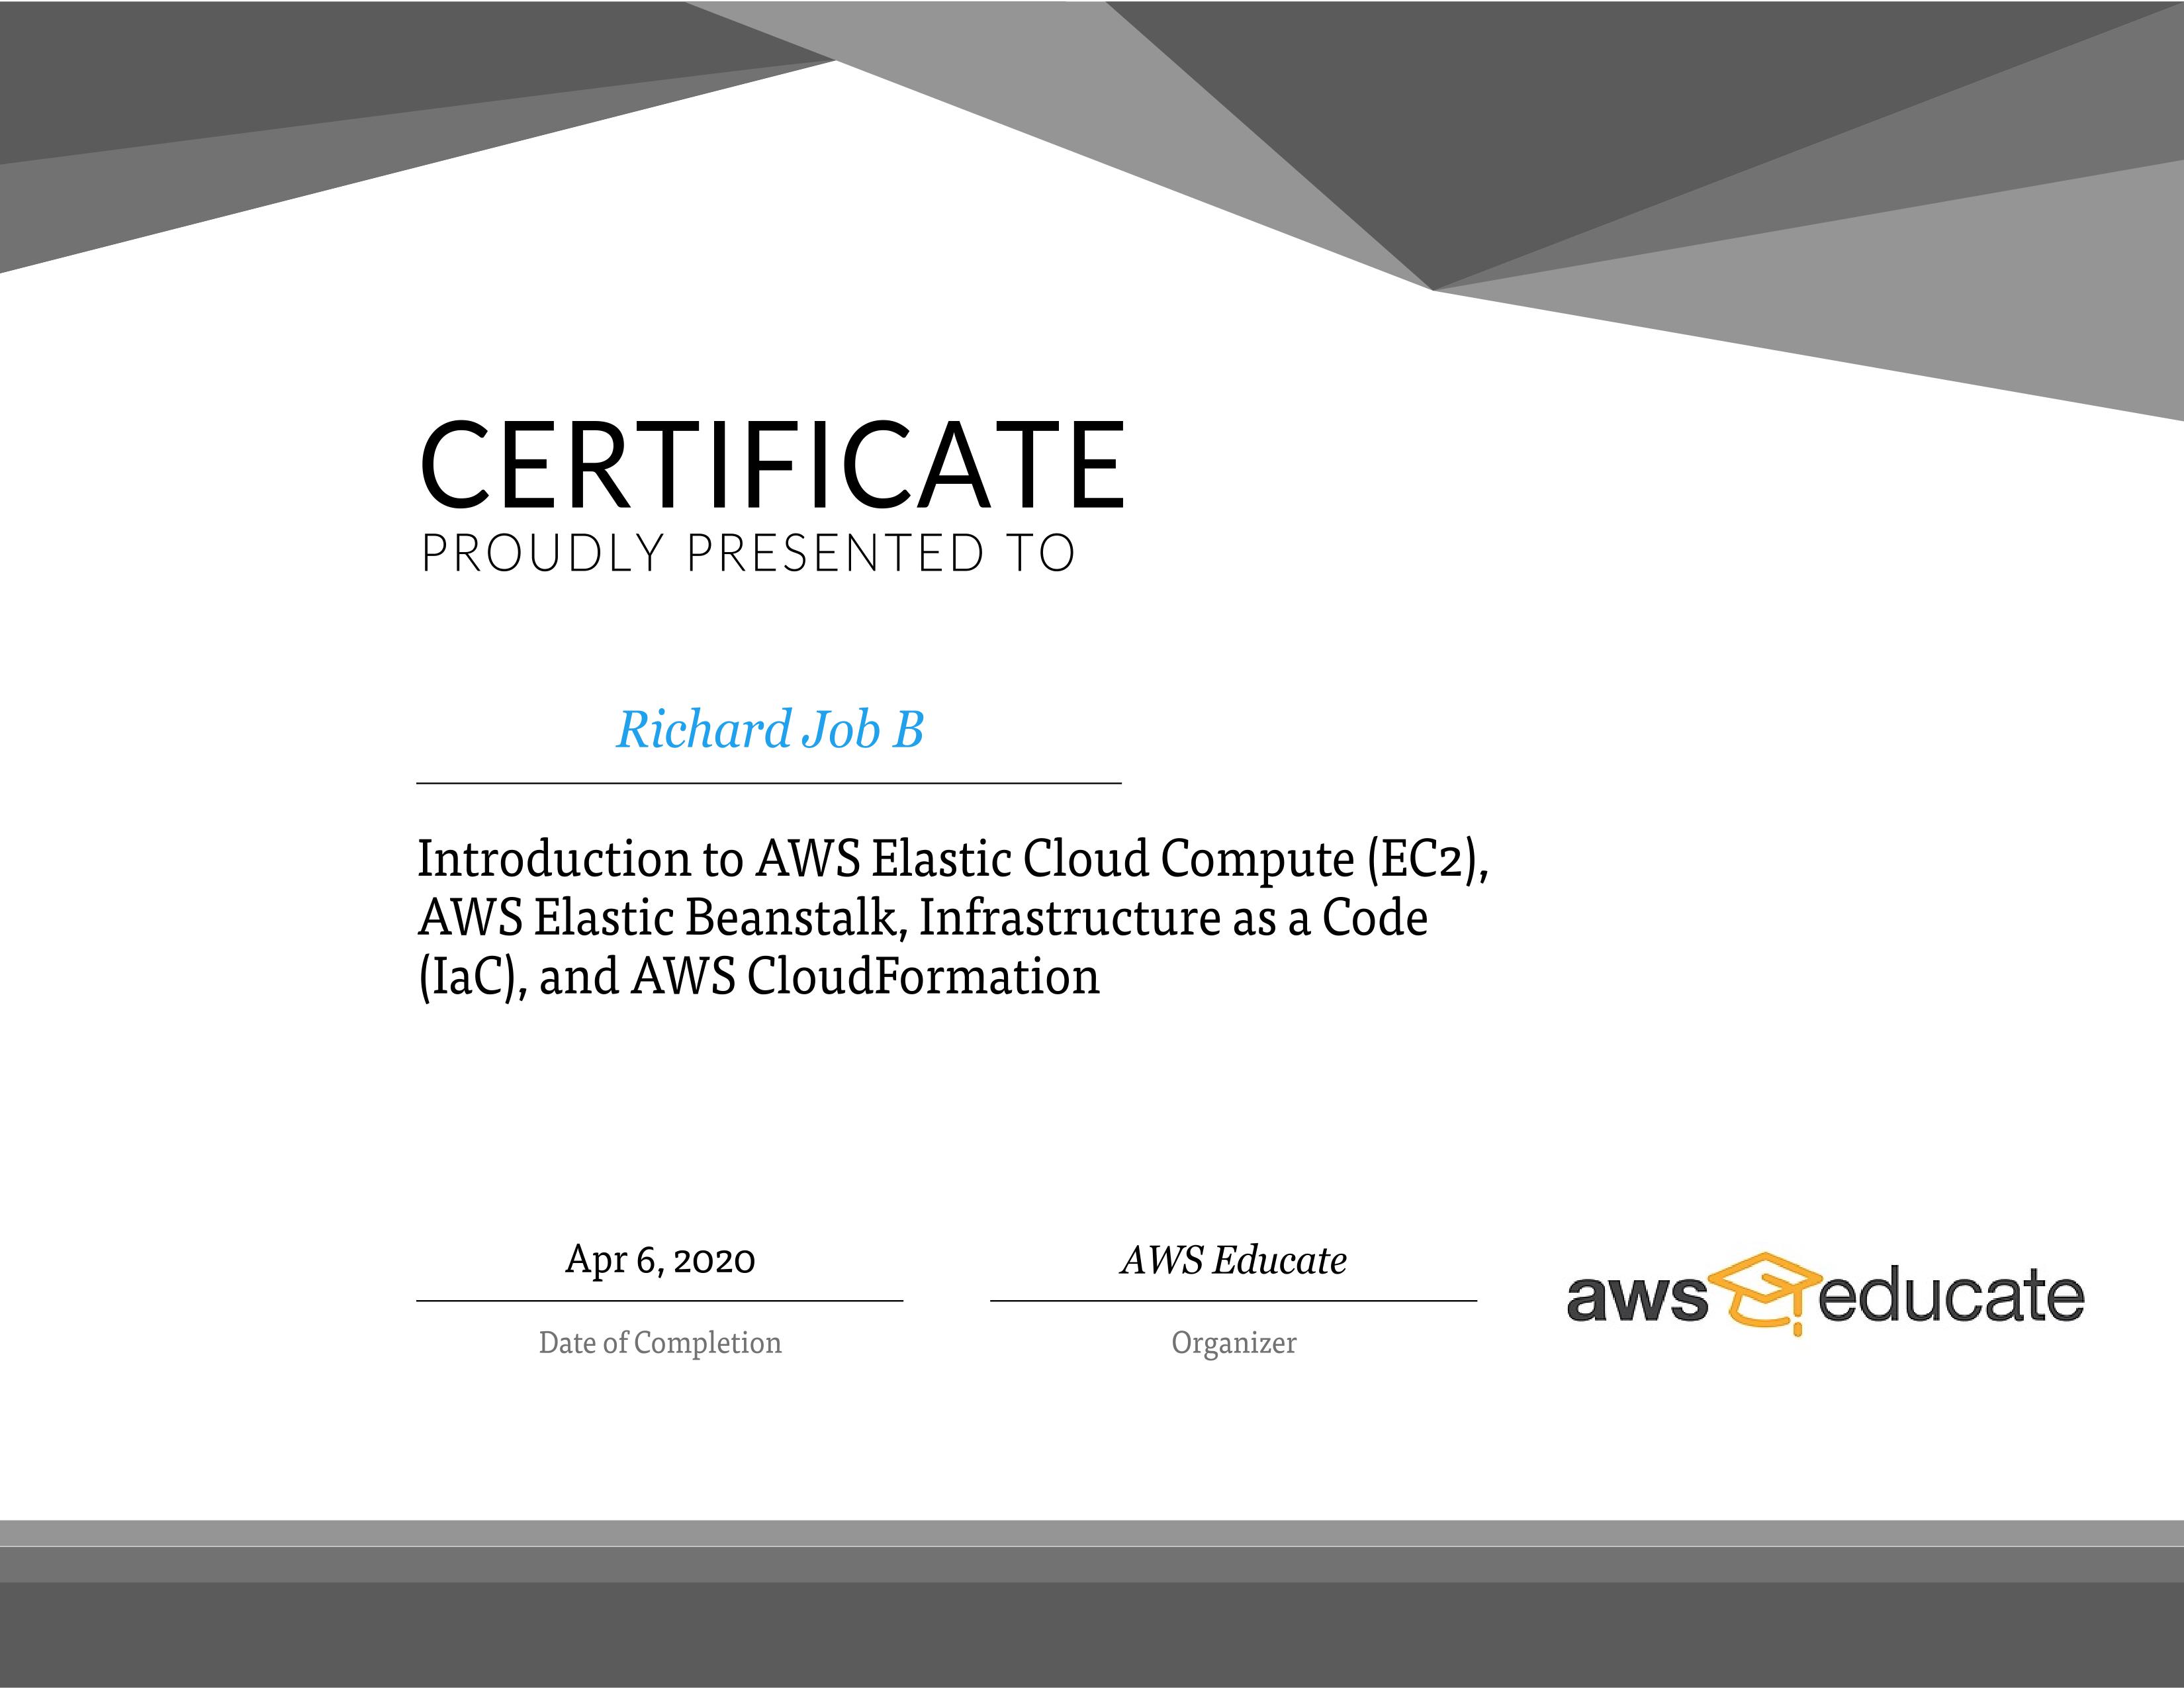 CERTIFICATE
PROUDLY PRESENTED TO
Richard Job B
Introduction to AWS Elastic Cloud Compute (EC2),
AWS Elastic Beanstalk, Infrastructure as a Code
(IaC), and AWS CloudFormation
Apr 6, 2020
Date of Completion
AWS Educate
Organizer
aws educate